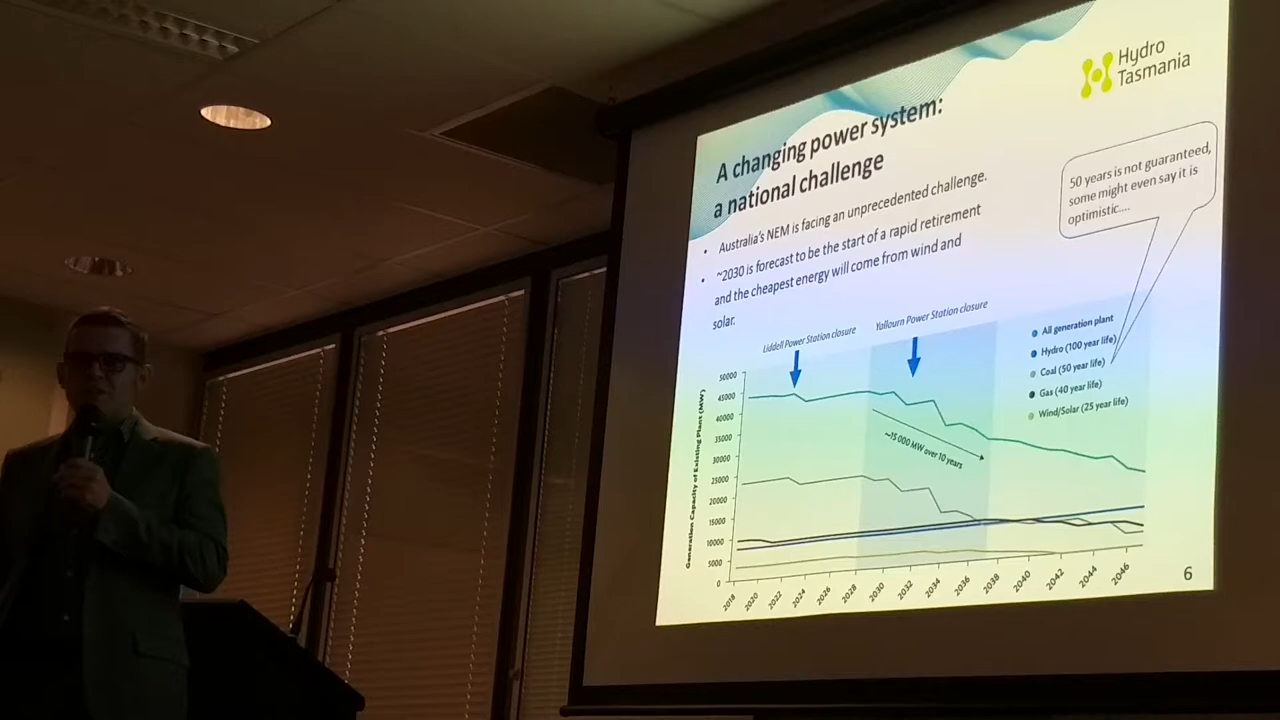 Hydro
Tasmania
A changing power system:
a national challenge
50 years is not guaranteed,
some might even say it is
optimistic....
• Australia's NEM is facing an unprecedented challenge.
• ~2030 is forecast to be the start of a rapid retirement
and the cheapest energy will come from wind and
solar.
Liddell Power Station closure
Yallourn Power Station closure
All generation plant
Hydro (100 year life)
Coal (50 year life)
Gas (40 year life)
Wind/Solar (25 year life)
Generation Capacity of Existing Plant (MW)
50000
45000
40000
35000
30000
25000
20000
15000
10000
5000
0
~15 000 MW over 10 years
2018
2020
2022
2024
2026
2028
2030
2032
2034
2036
2038
2040
2042
2044
2046
6